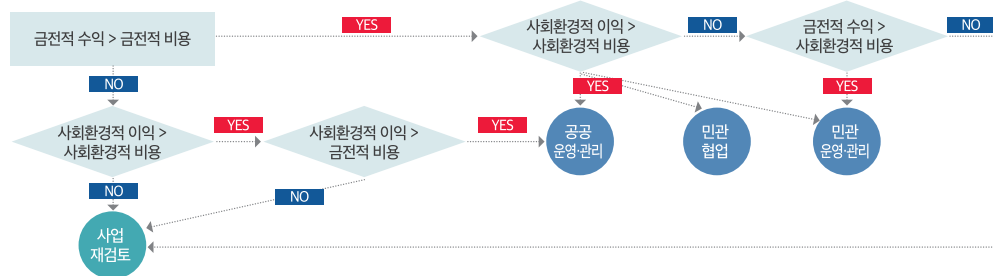 금전적 수익 > 금전적 비용
YES
사회환경적 이익 >
사회환경적 비용
NO
금전적 수익 >
사회환경적 비용
NO
NO
YES
YES
사회환경적 이익 >
사회환경적 비용
YES
사회환경적 이익 >
금전적 비용
YES
공공
운영·관리
민관
협업
민관
운영·관리
NO
NO
사업
재검토